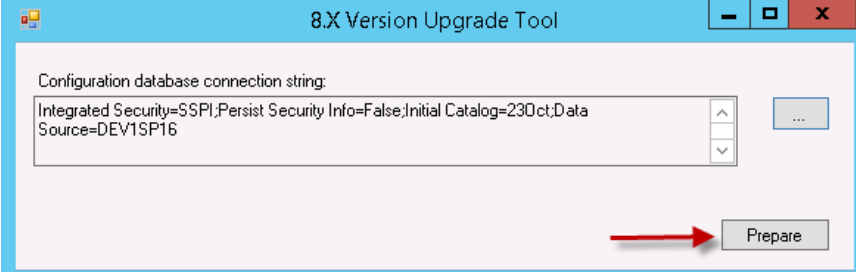 8.X Version Upgrade Tool
Configuration database connection string:
Integrated Security=SSPI;Persist Security Info=False;Initial Catalog=23Oct;Data
Source=DEV1SP16
...
Prepare